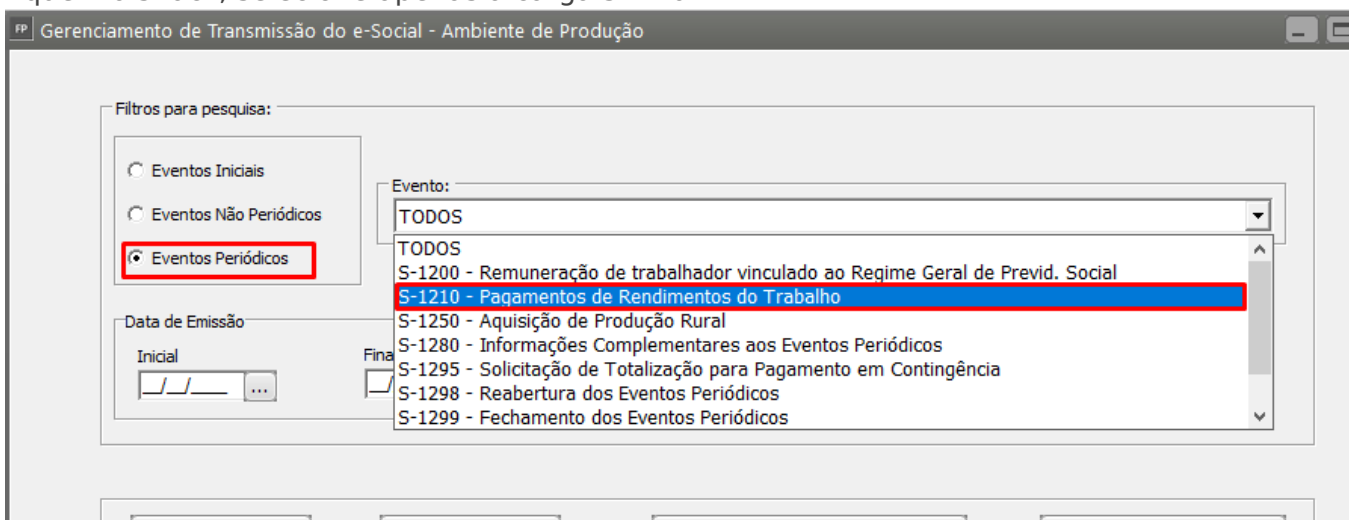 FP Gerenciamento de Transmissão do e-Social - Ambiente de Produção
Filtros para pesquisa:
Eventos Iniciais
Eventos Não Periódicos
Eventos Periódicos
Evento:
TODOS
TODOS
S-1200 - Remuneração de trabalhador vinculado ao Regime Geral de Previd. Social
S-1210 - Pagamentos de Rendimentos do Trabalho
S-1250 - Aquisição de Produção Rural
S-1280 - Informações Complementares aos Eventos Periódicos
S-1295 - Solicitação de Totalização para Pagamento em Contingência
S-1298 - Reabertura dos Eventos Periódicos
S-1299 - Fechamento dos Eventos Periódicos
Data de Emissão
Inicial Fina
__/__/____ ... __/